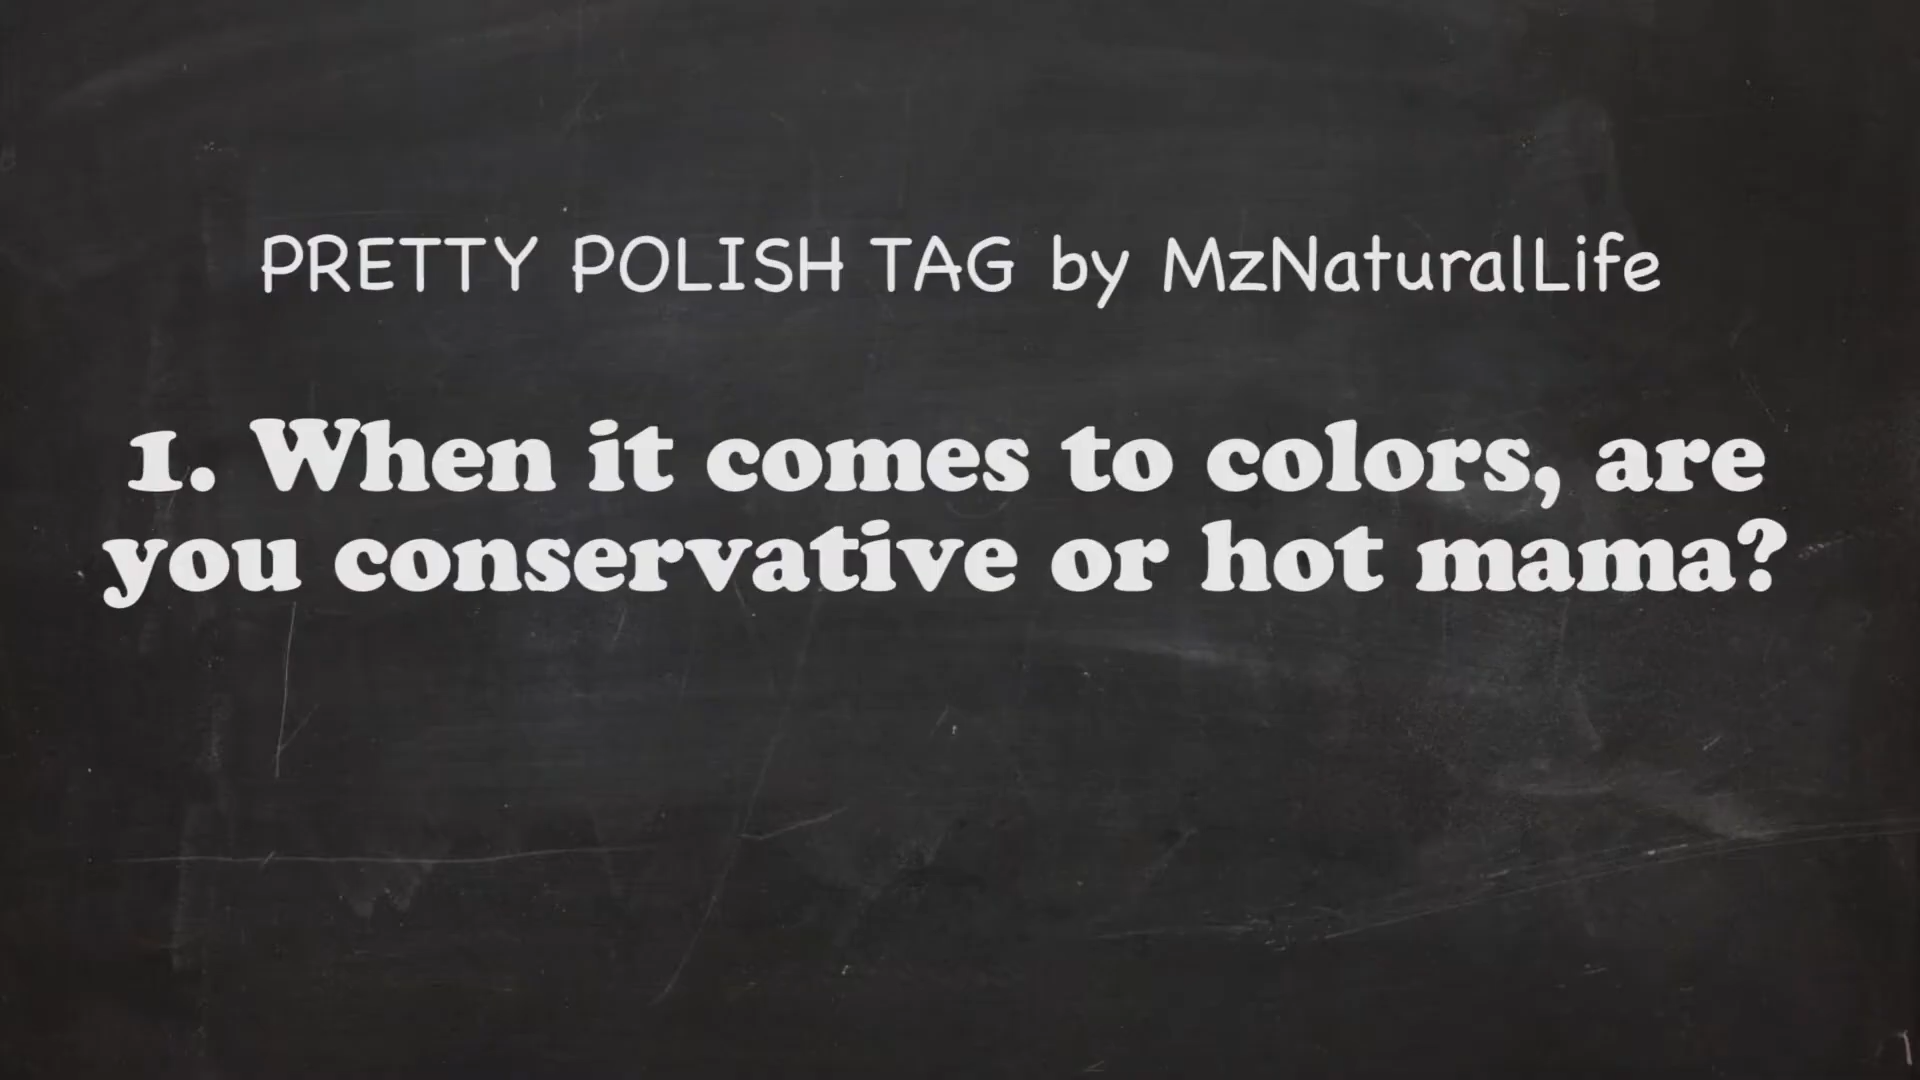 PRETTY POLISH TAG by MzNaturalLife
1. When it comes to colors, are
you conservative or hot mama?